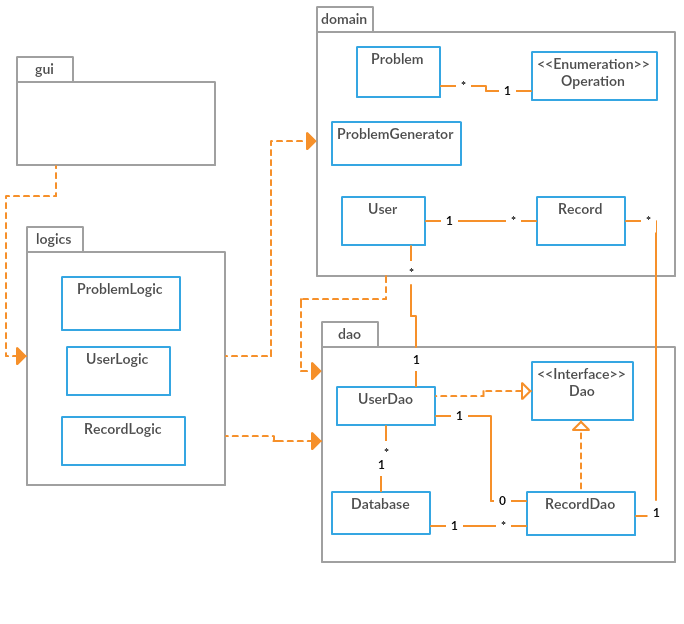 domain
Problem
<<Enumeration>>
Operation
* 1
ProblemGenerator
User
1 *
Record
*
gui
logics
ProblemLogic
UserLogic
RecordLogic
*
1
dao
<<Interface>>
Dao
UserDao
1
*
1
0
Database
1 *
RecordDao
1